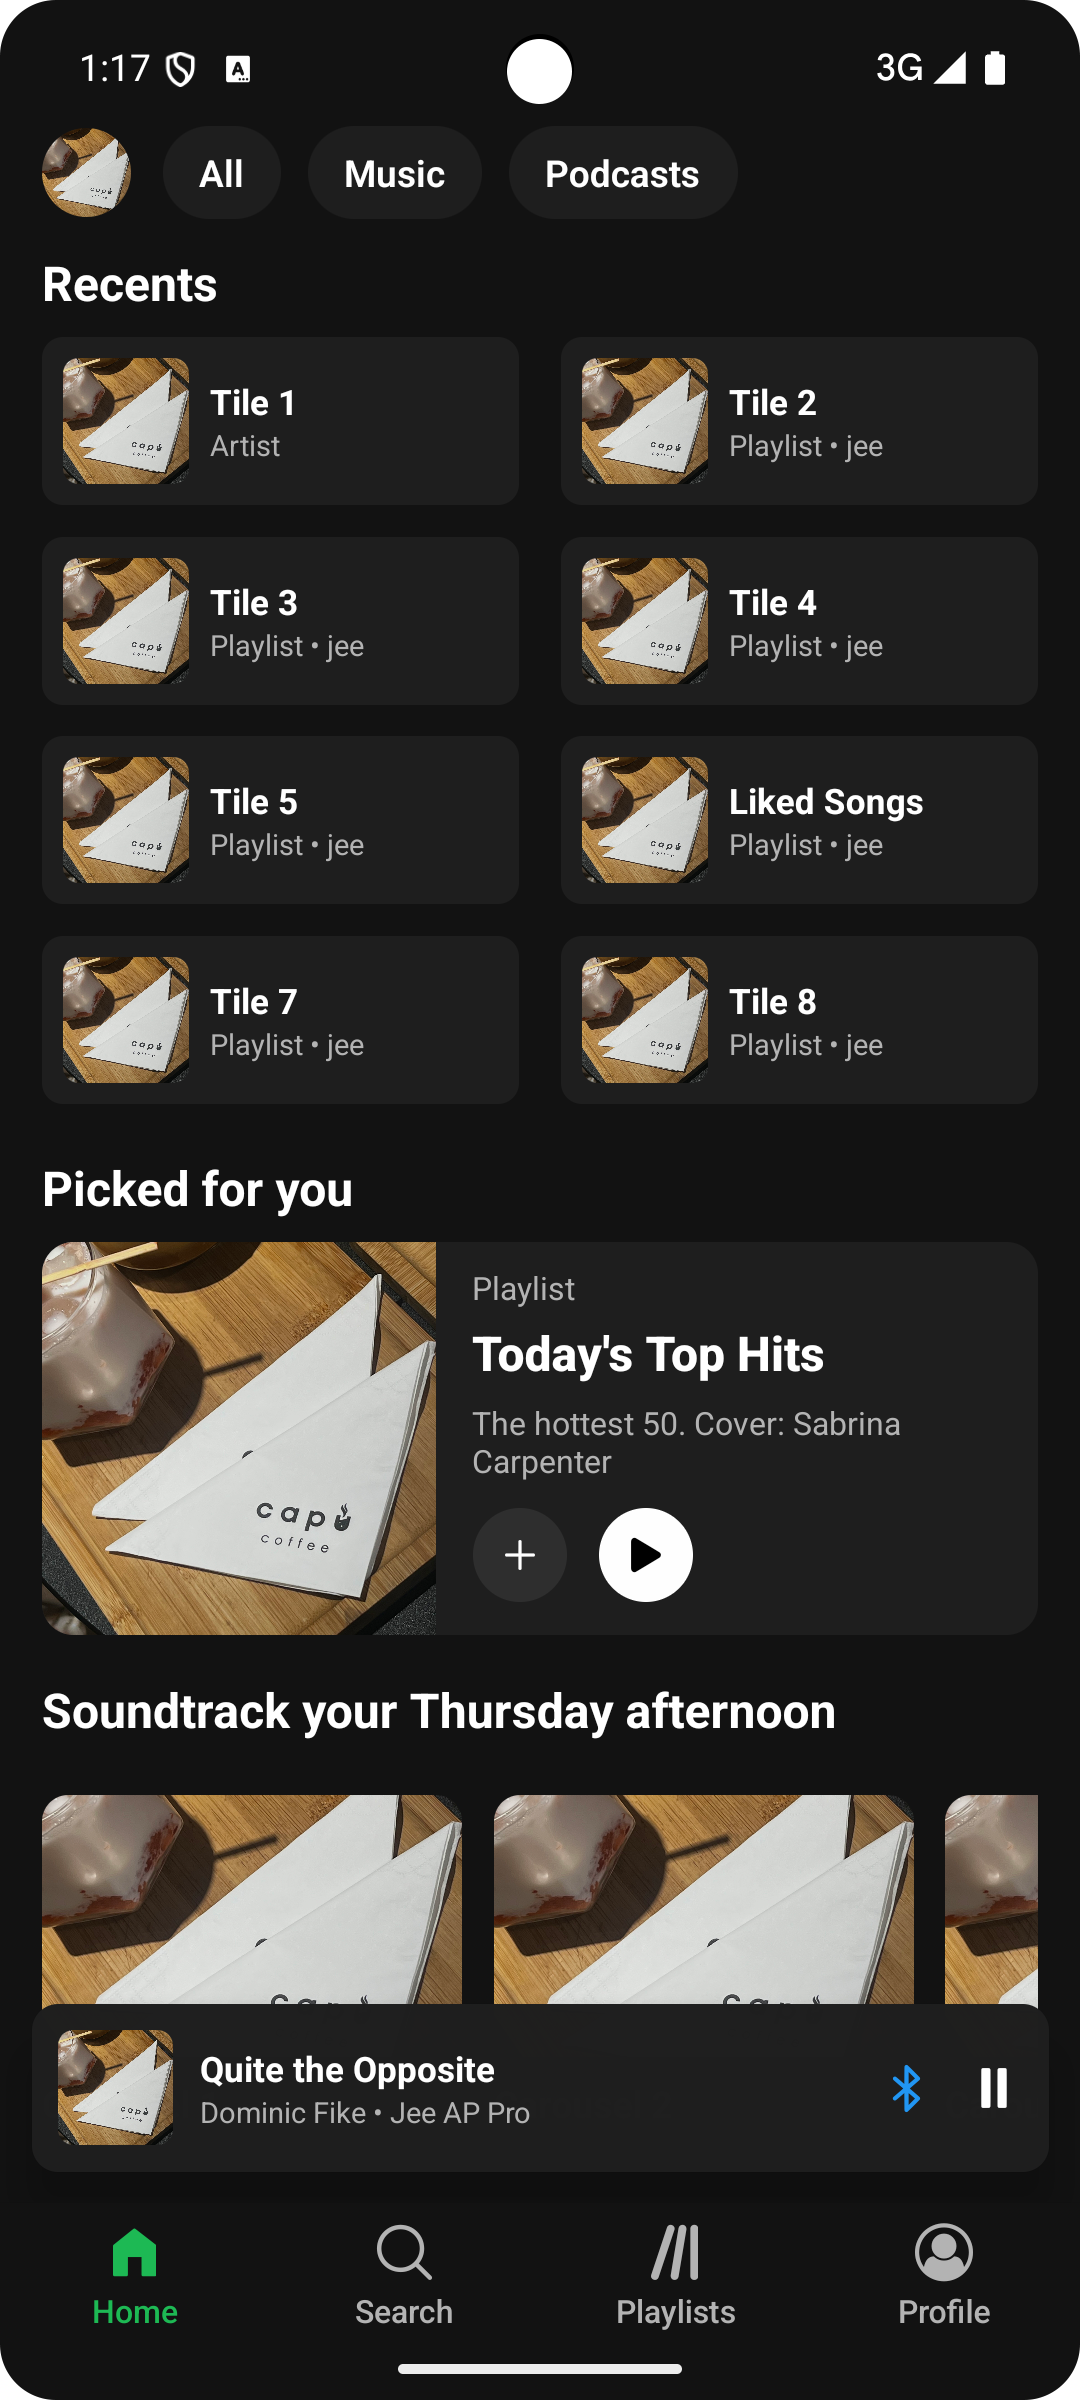 1:17
3G
All
Music
Podcasts
Recents
Tile 1
Artist
Tile 2
Playlist • jee
Tile 3
Playlist • jee
Tile 4
Playlist • jee
Tile 5
Playlist • jee
Liked Songs
Playlist • jee
Tile 7
Playlist • jee
Tile 8
Playlist • jee
Picked for you
capu
coffee
Playlist
Today's Top Hits
The hottest 50. Cover: Sabrina
Carpenter
Soundtrack your Thursday afternoon
Quite the Opposite
Dominic Fike • Jee AP Pro
Home
Search
Playlists
Profile